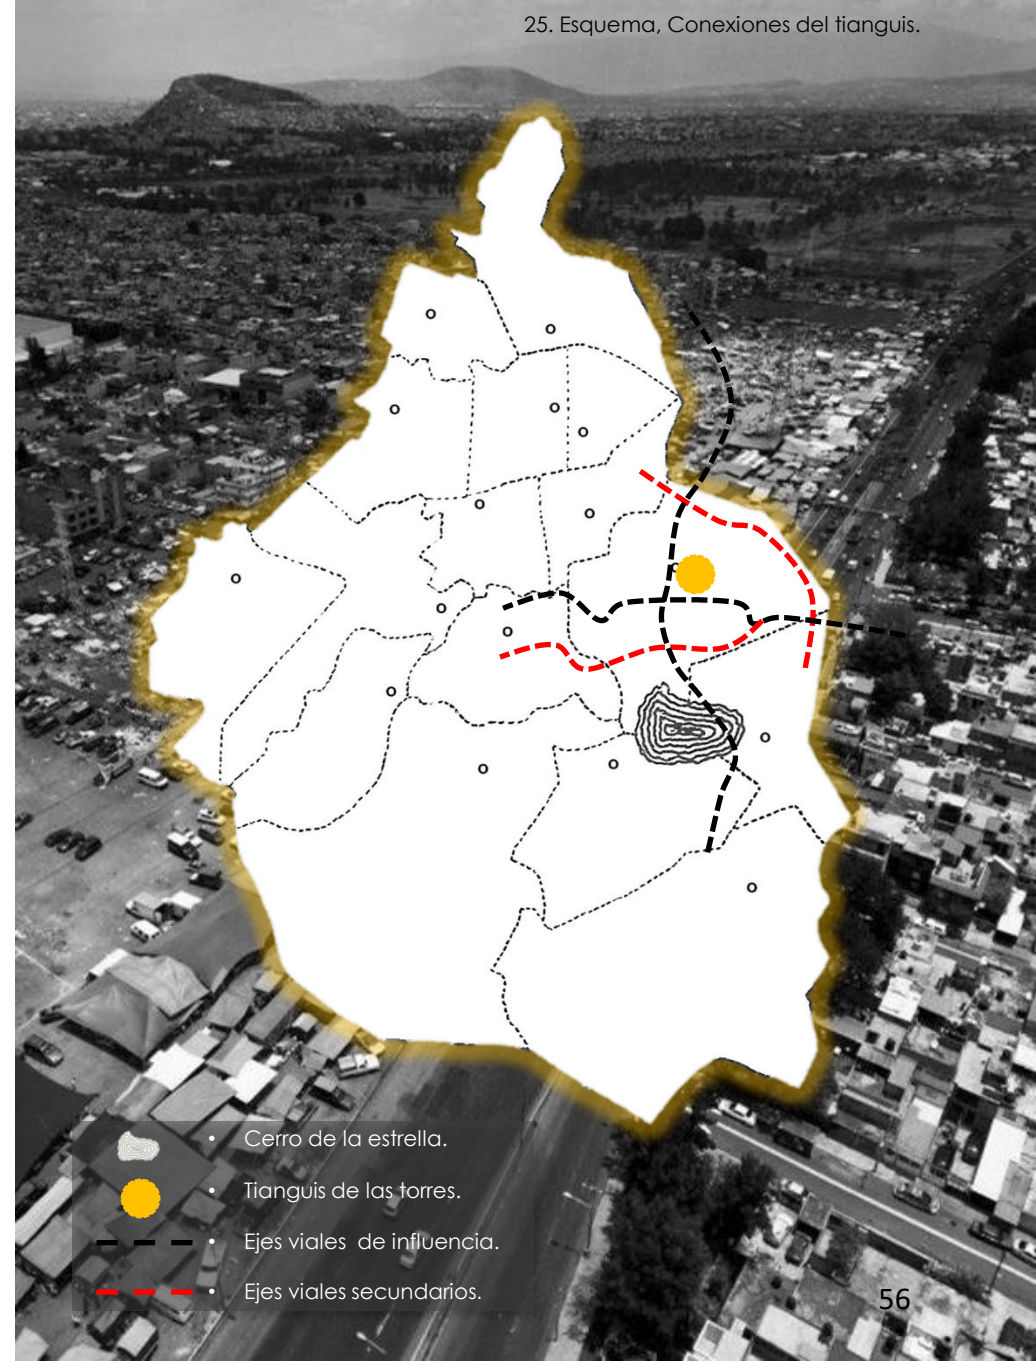 25. Esquema, Conexiones del tianguis.
• Cerro de la estrella.
• Tianguis de las torres.
• Ejes viales de influencia.
• Ejes viales secundarios.
56